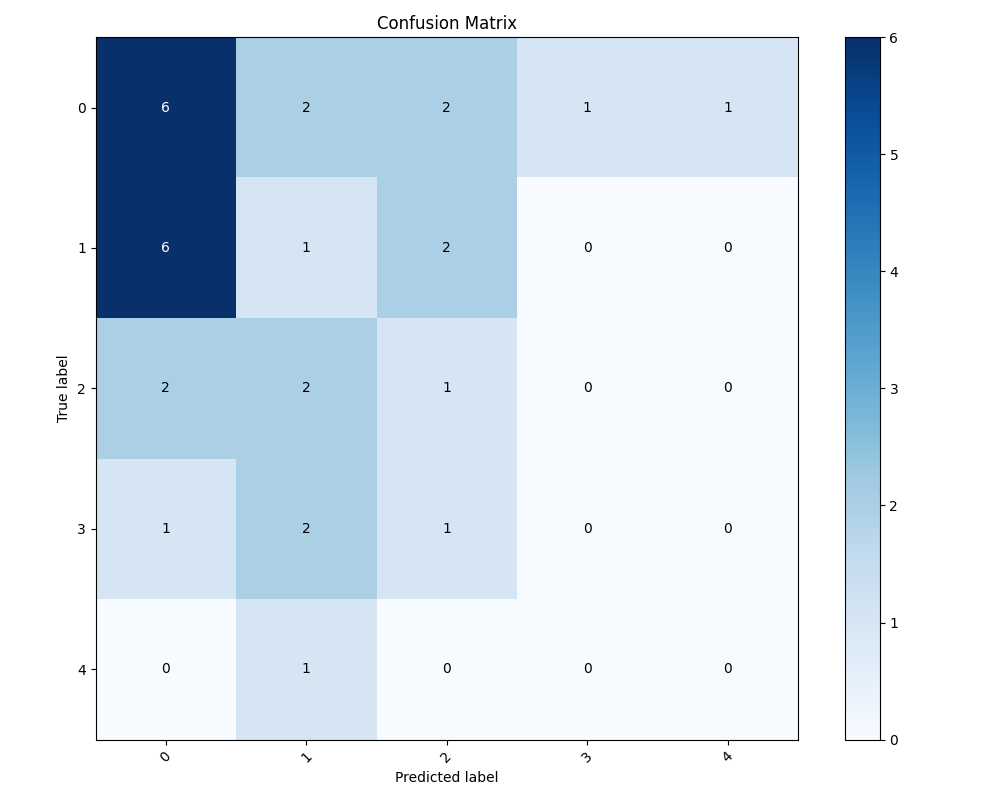 Confusion Matrix
0 6 2 2 1 1
1 6 1 2 0 0
2 2 2 1 0 0
3 1 2 1 0 0
4 0 1 0 0 0
0 1 2 3 4
True label
Predicted label
6
5
4
3
2
1
0